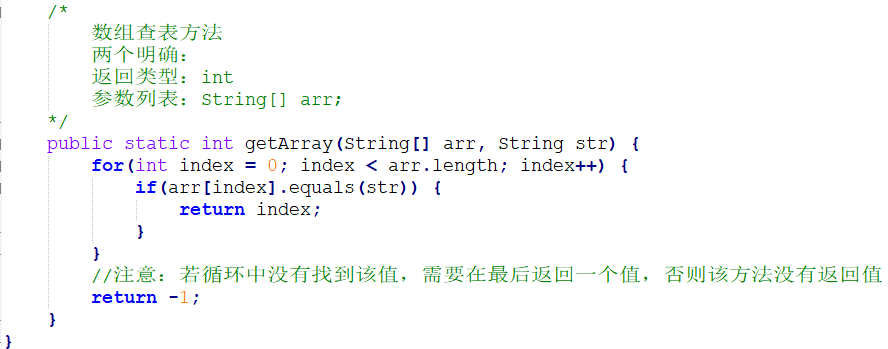 /*
数组查表方法
两个明确：
返回类型：int
参数列表：String[] arr;
*/
public static int getArray(String[] arr, String str) {
for(int index = 0; index < arr.length; index++) {
if(arr[index].equals(str)) {
return index;
}
}
//注意：若循环中没有找到该值，需要在最后返回一个值，否则该方法没有返回值
return -1;
}
}